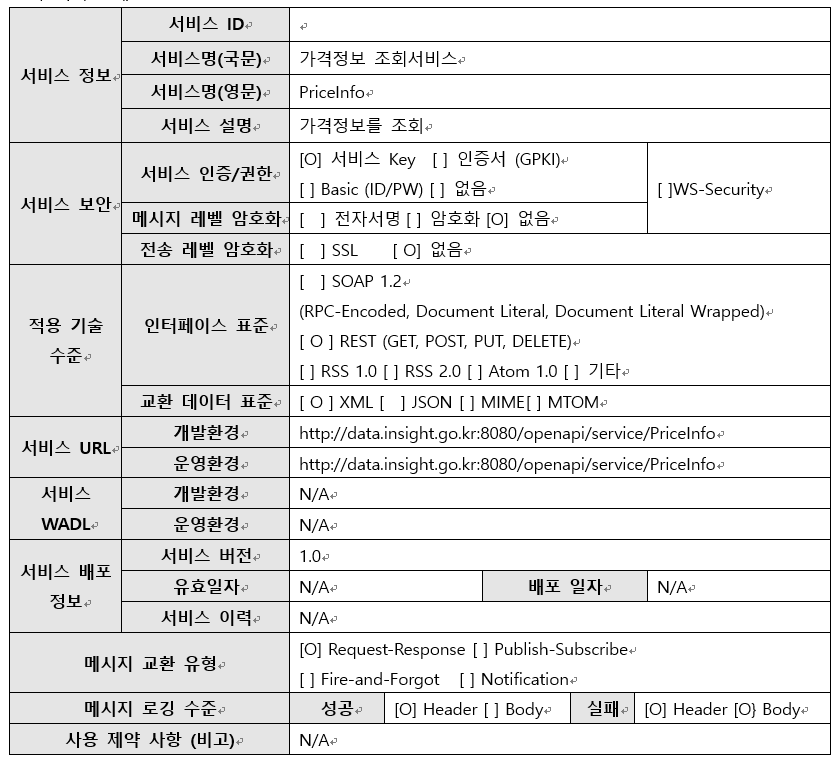 서비스 정보
서비스 ID
서비스명(국문)
가격정보 조회서비스
서비스명(영문)
PriceInfo
서비스 설명
가격정보를 조회
서비스 보안
서비스 인증/권한
[O] 서비스 Key [ ] 인증서 (GPKI)
[ ] Basic (ID/PW) [ ] 없음
[ ]WS-Security
메시지 레벨 암호화
[ ] 전자서명 [ ] 암호화 [O] 없음
전송 레벨 암호화
[ ] SSL [ O] 없음
적용 기술
수준
인터페이스 표준
[ ] SOAP 1.2
(RPC-Encoded, Document Literal, Document Literal Wrapped)
[ O ] REST (GET, POST, PUT, DELETE)
[ ] RSS 1.0 [ ] RSS 2.0 [ ] Atom 1.0 [ ] 기타
교환 데이터 표준
[ O ] XML [ ] JSON [ ] MIME[ ] MTOM
서비스 URL
개발환경
http://data.insight.go.kr:8080/openapi/service/PriceInfo
운영환경
http://data.insight.go.kr:8080/openapi/service/PriceInfo
서비스
WADL
개발환경
N/A
운영환경
N/A
서비스 배포
정보
서비스 버전
1.0
유효일자
N/A
배포 일자
N/A
서비스 이력
N/A
메시지 교환 유형
[O] Request-Response [ ] Publish-Subscribe
[ ] Fire-and-Forgot [ ] Notification
메시지 로깅 수준
성공
[O] Header [ ] Body
실패
[O] Header [O} Body
사용 제약 사항 (비고)
N/A